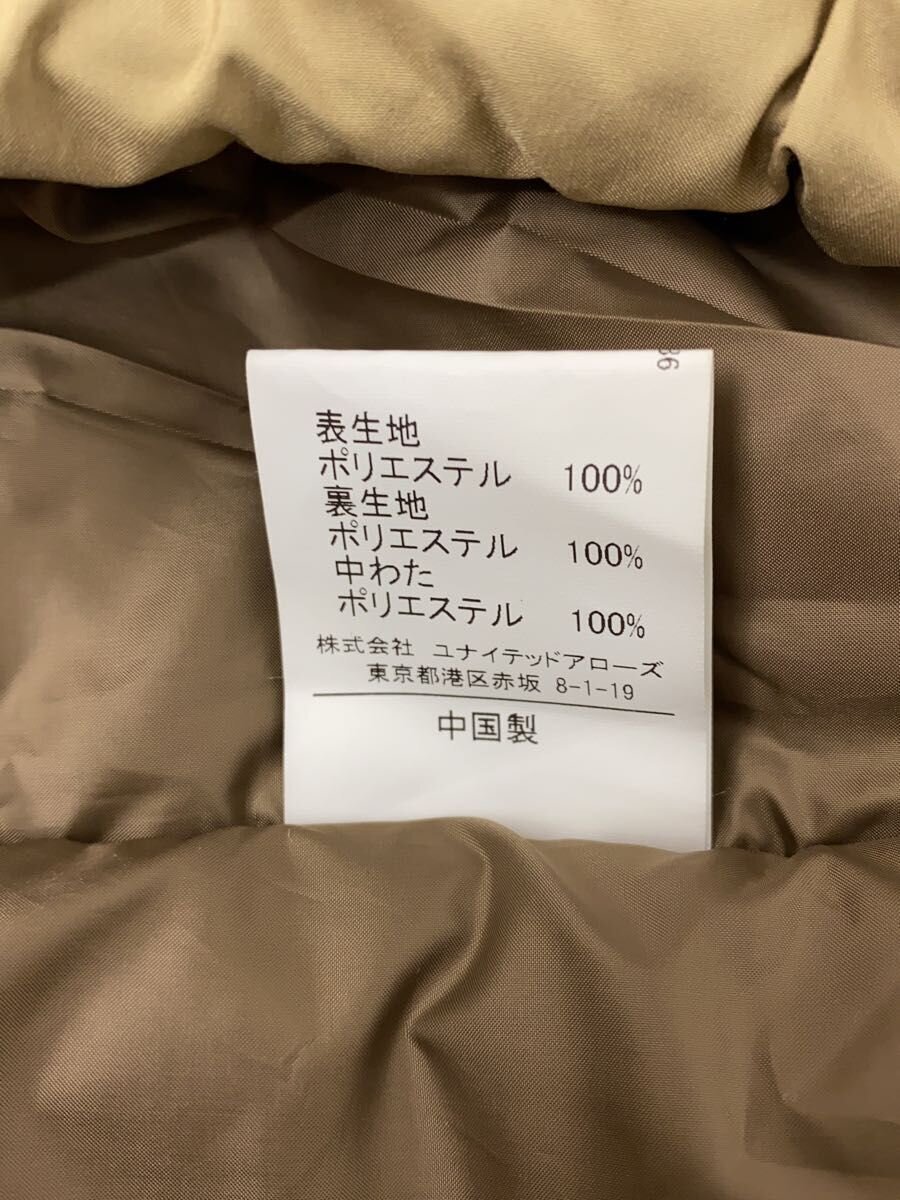 表生地
ポリエステル 100%
裏生地
ポリエステル 100%
中わた
ポリエステル 100%
株式会社 ユナイテッドアローズ
東京都港区赤坂 8-1-19
中国製